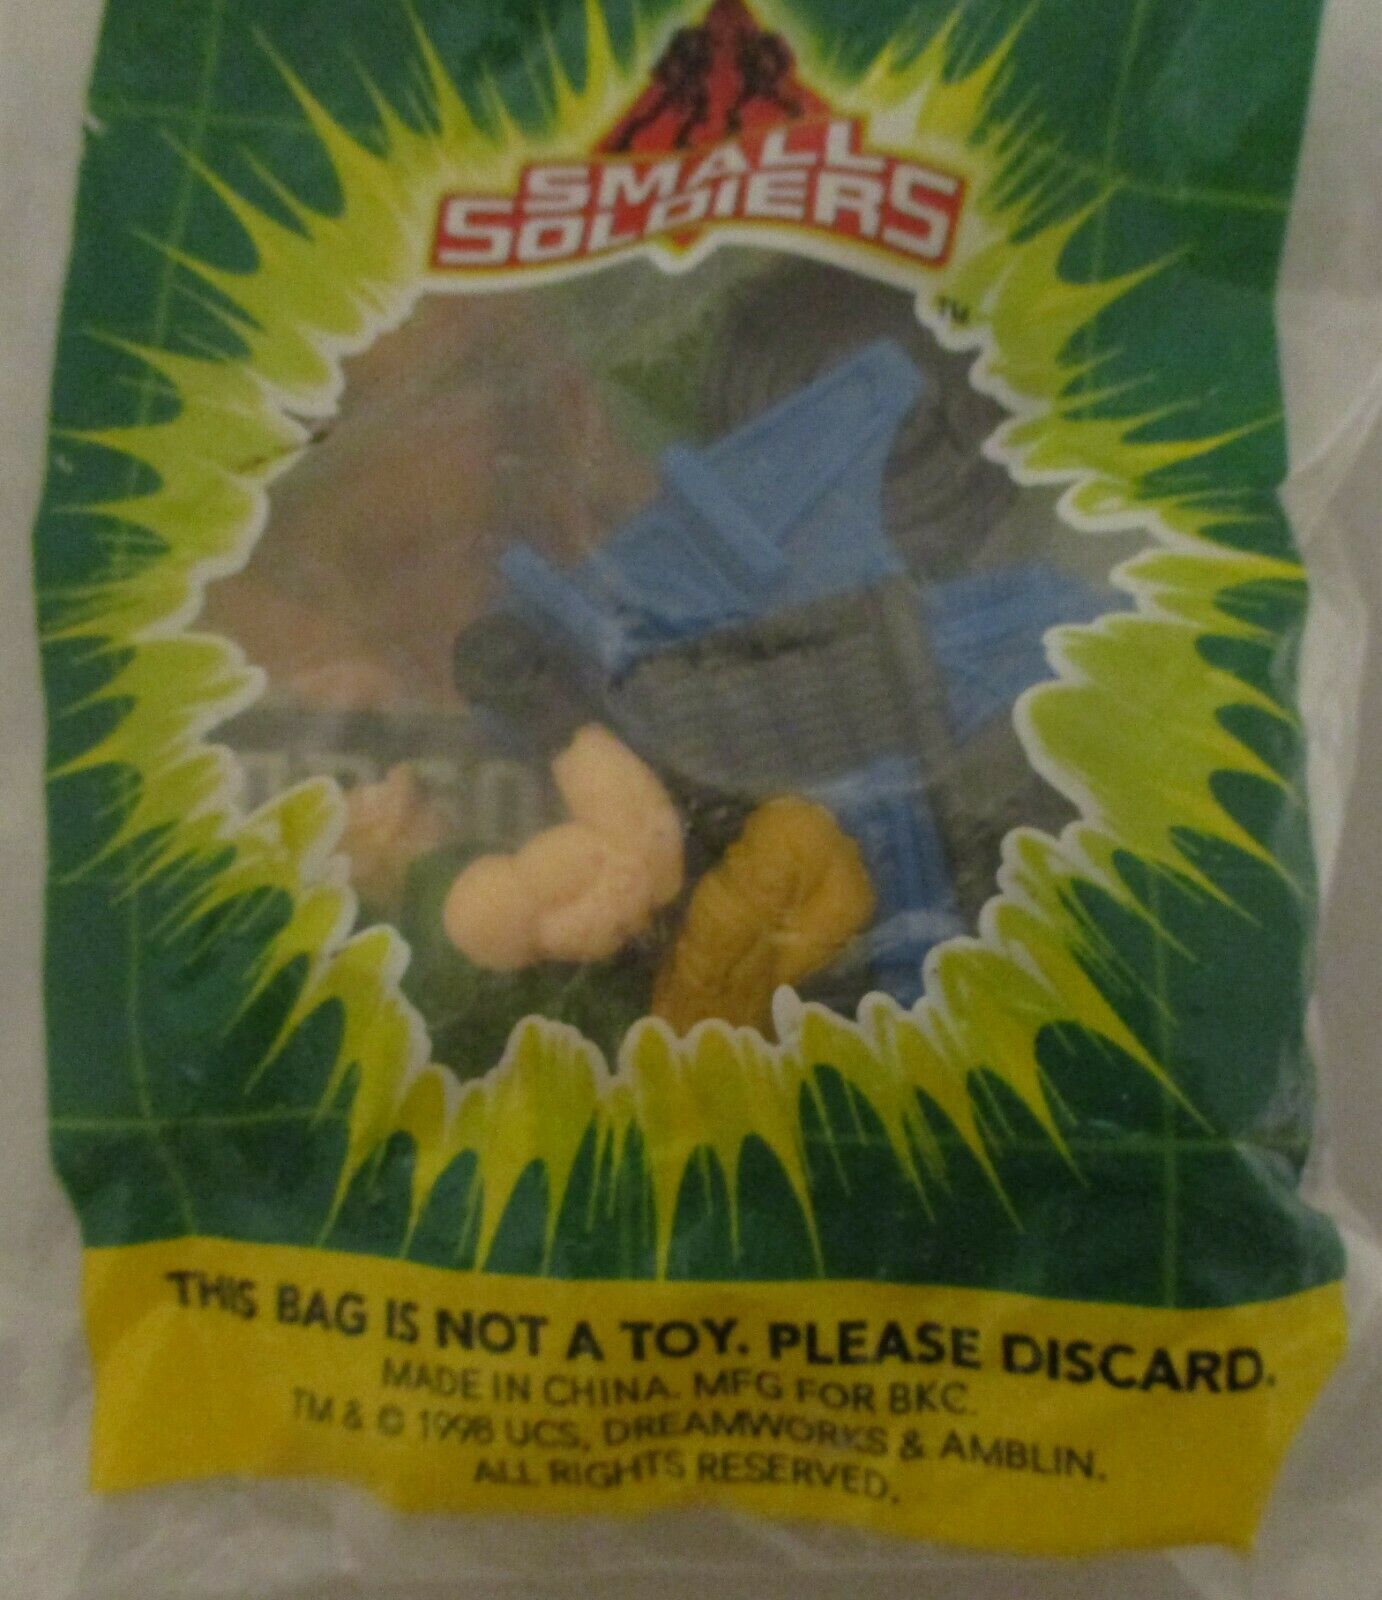 SMALL
SOLDIERS
TM
THIS BAG IS NOT A TOY. PLEASE DISCARD.
MADE IN CHINA. MFG FOR BKC.
TM & © 1998 UCS, DREAMWORKS & AMBLIN.
ALL RIGHTS RESERVED.